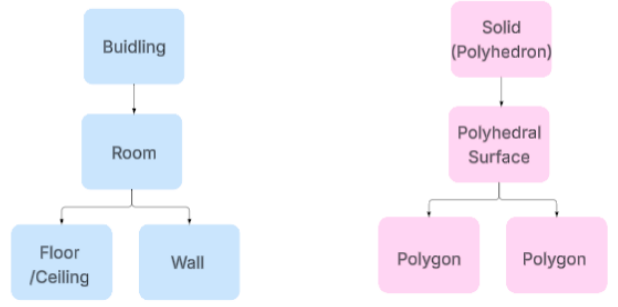 Buidling
Solid
(Polyhedron)
Room
Polyhedral
Surface
Floor
/Ceiling
Wall
Polygon
Polygon